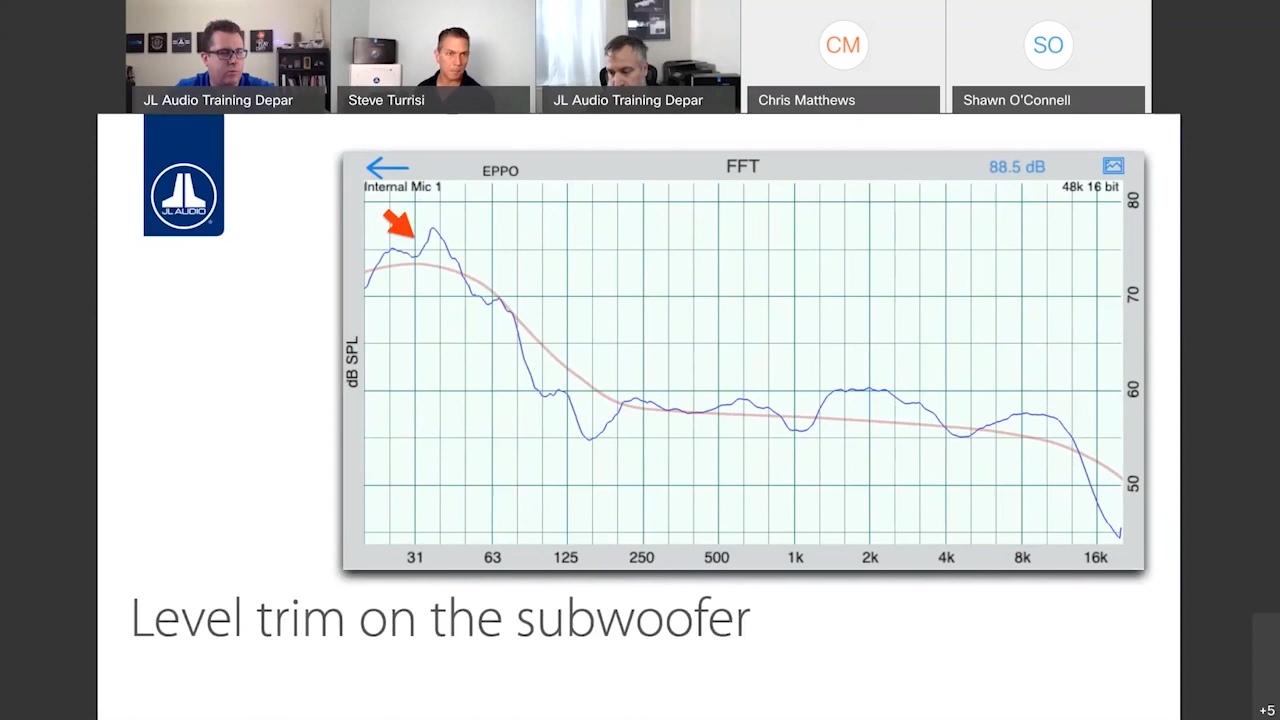 CM
SO
JL Audio Training Depar
Steve Turrisi
JL Audio Training Depar
Chris Matthews
Shawn O'Connell
JL AUDIO
EPPO
FFT
88.5 dB
Internal Mic 1
48k 16 bit
80
70
60
50
dB SPL
31 63 125 250 500 1k 2k 4k 8k 16k
Level trim on the subwoofer
+5